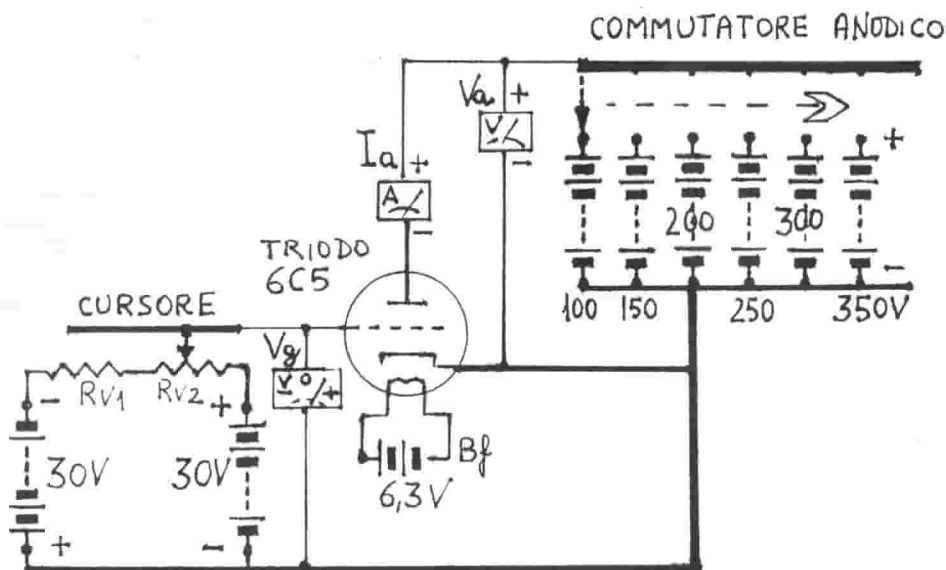 COMMUTATORE ANODICO
Va +
V
-
Ia +
A
-
+
200 300
-
TRIODO
6C5
100 150 250 350V
CURSORE
Vg
V 0
- +
- RV1 RV2 +
30V 30V
Bf
6,3V
+ -